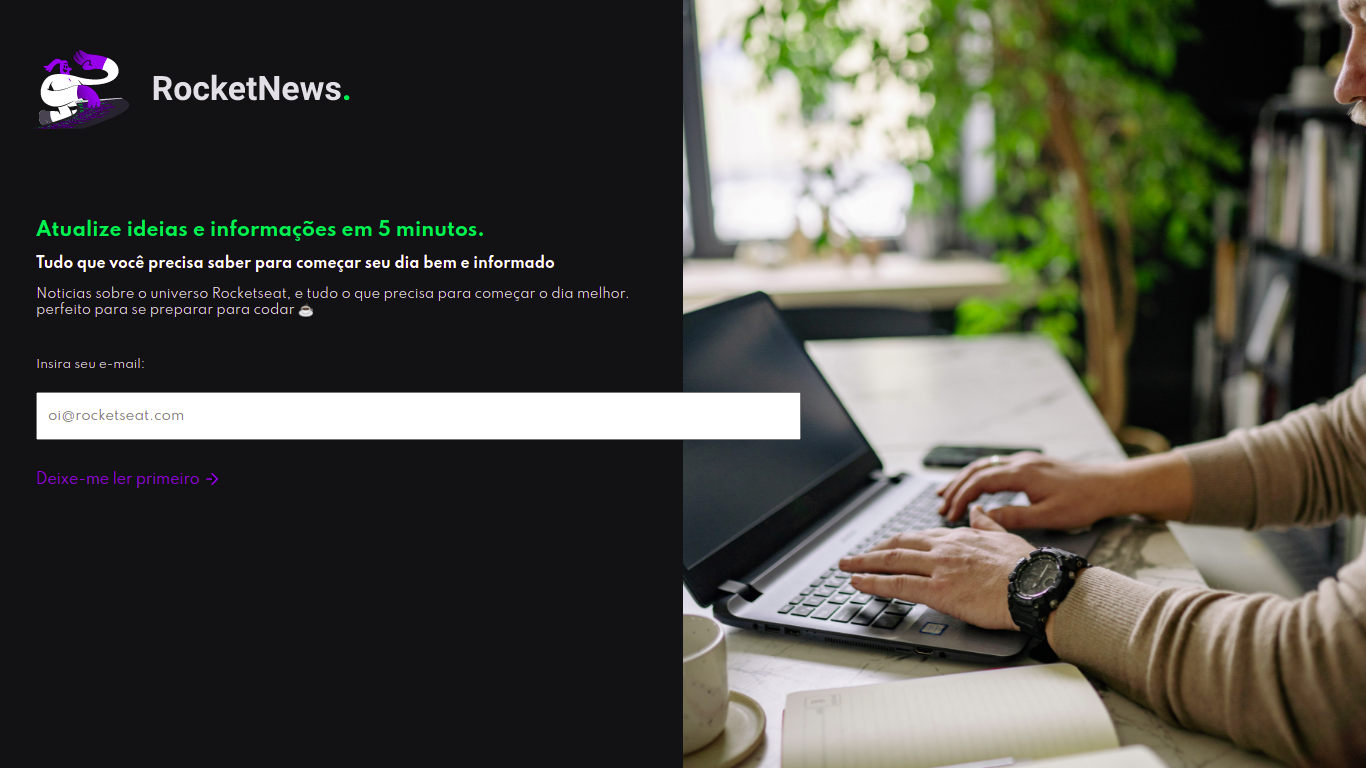 RocketNews.
Atualize ideias e informações em 5 minutos.
Tudo que você precisa saber para começar seu dia bem e informado
Noticias sobre o universo Rocketseat, e tudo o que precisa para começar o dia melhor.
perfeito para se preparar para codar ☕
Insira seu e-mail:
oi@rocketseat.com
Deixe-me ler primeiro →